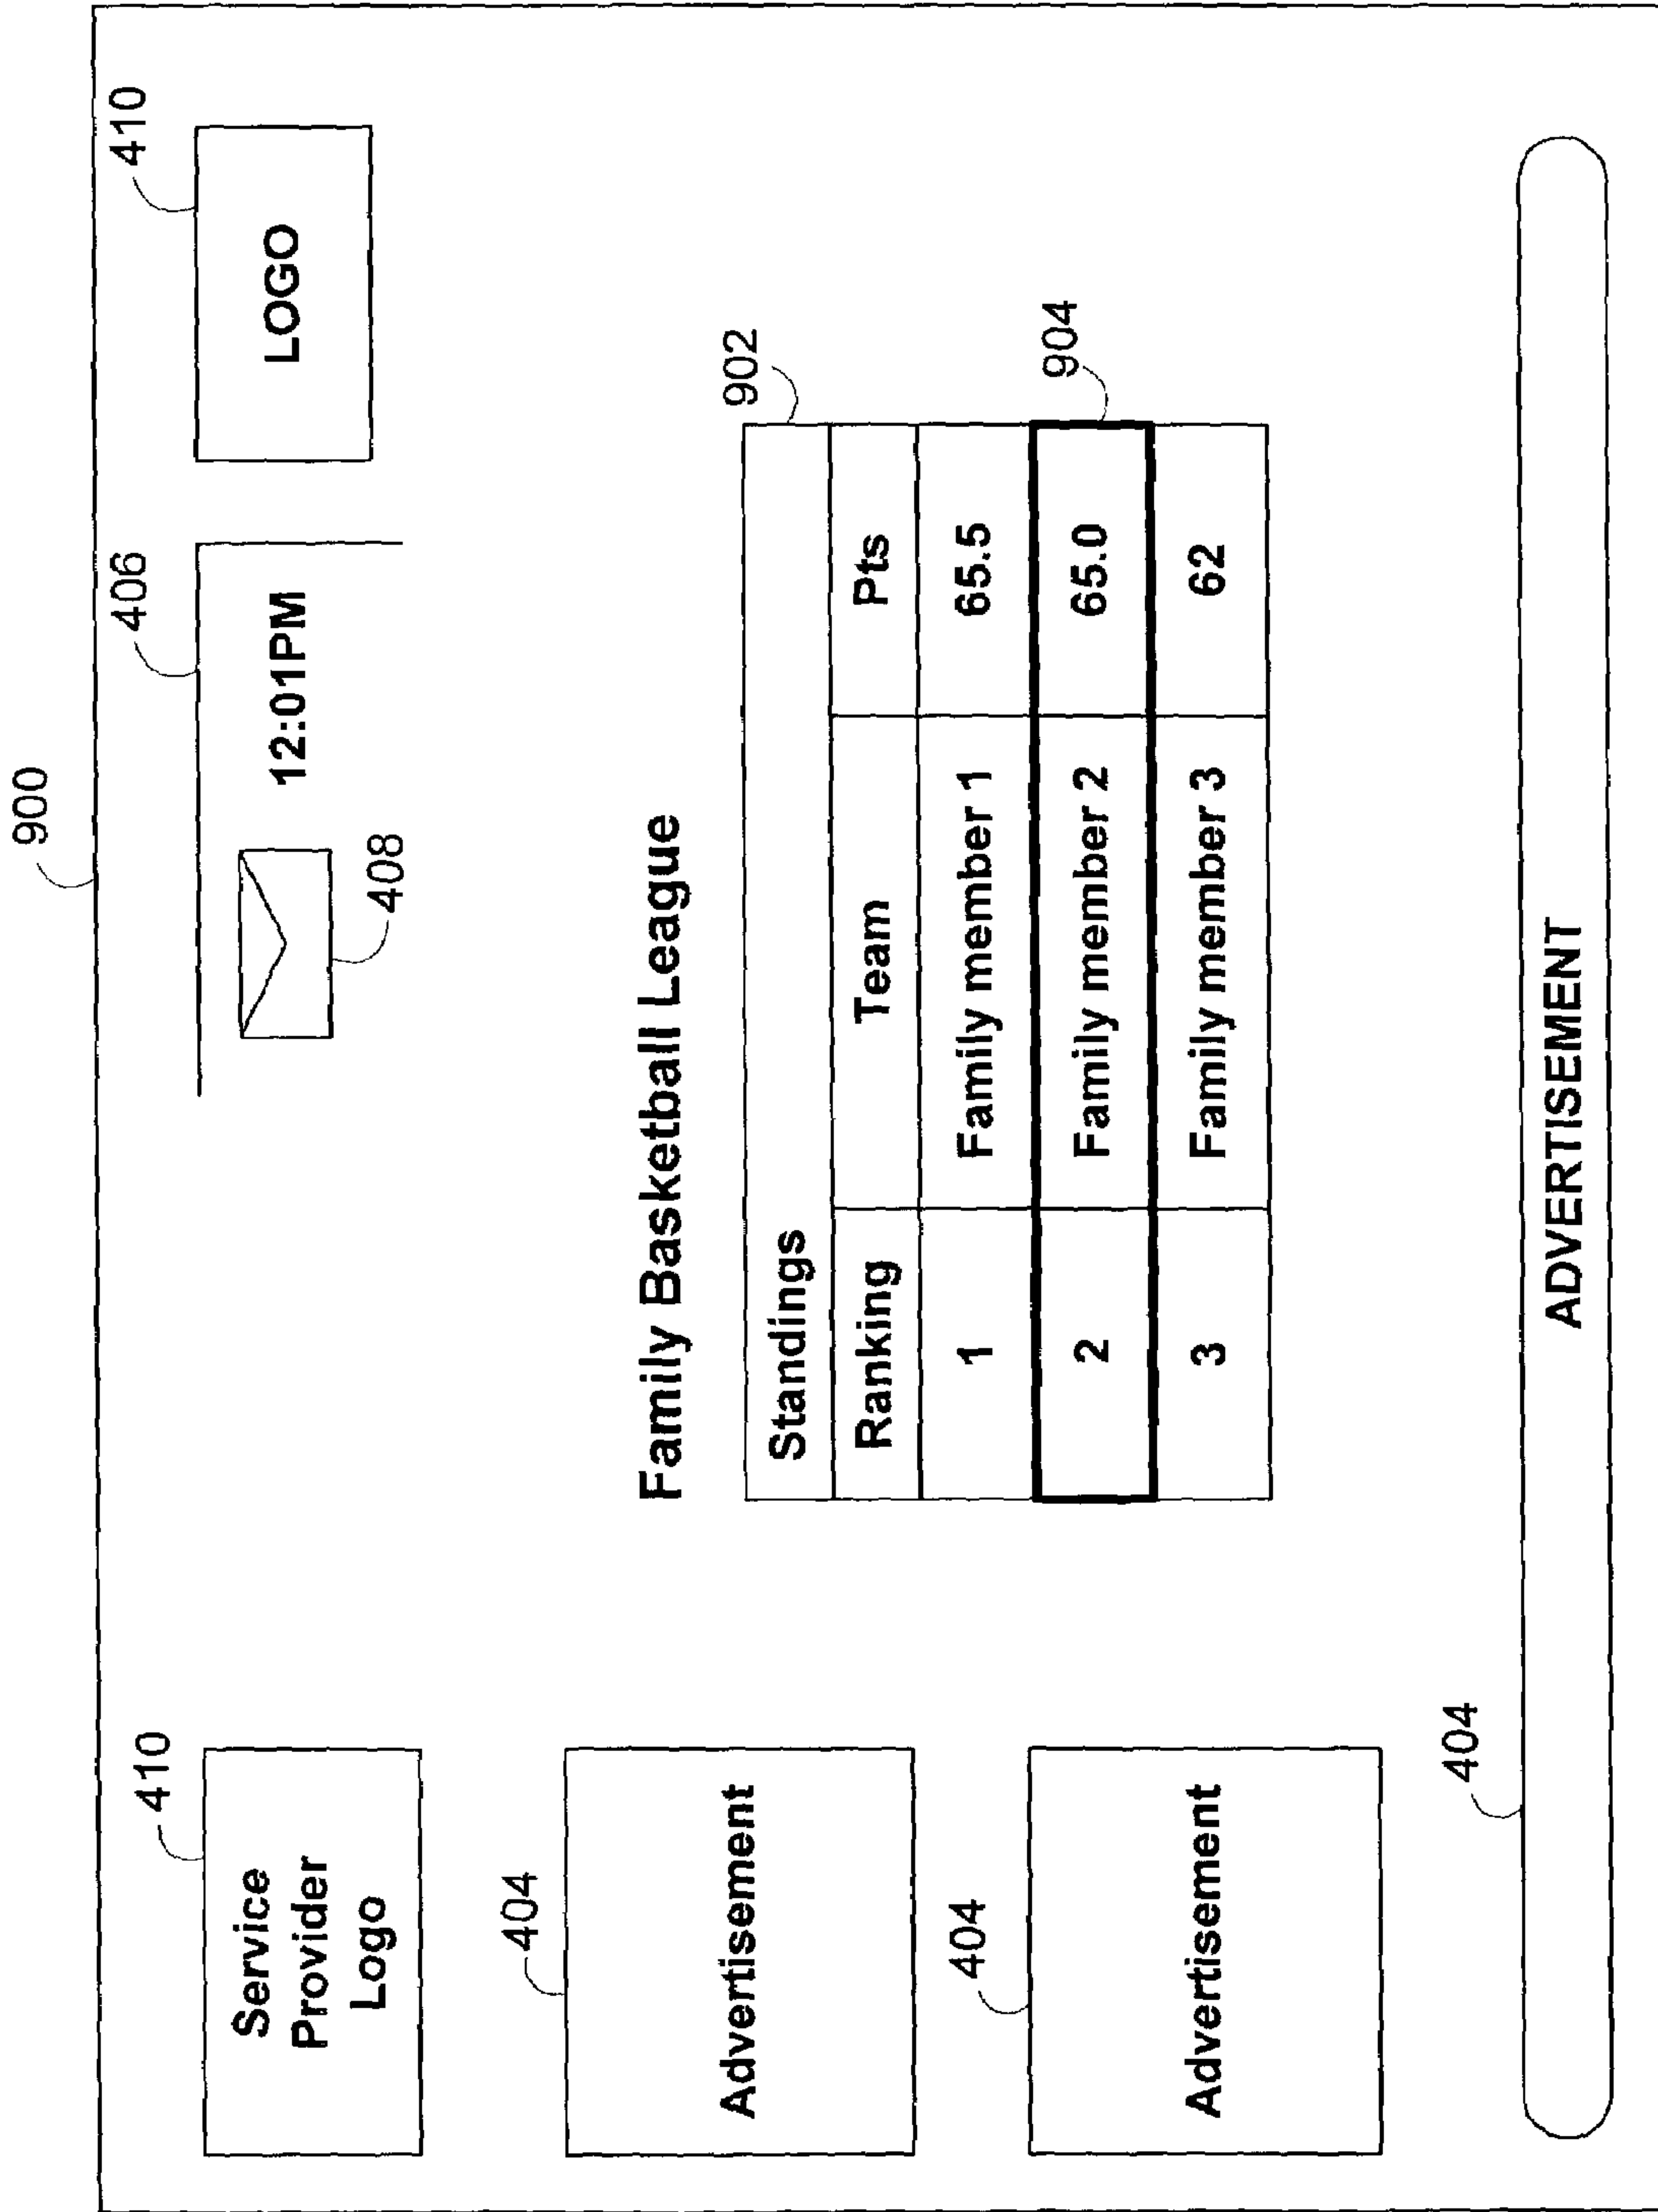 900
410
406
410
Service
Provider
Logo
12:01PM
LOGO
408
Family Basketball League
404
Advertisement
902
Standings
Ranking Team Pts
1 Family member 1 65.5
2 Family member 2 65.0
3 Family member 3 62
904
404
Advertisement
404
ADVERTISEMENT